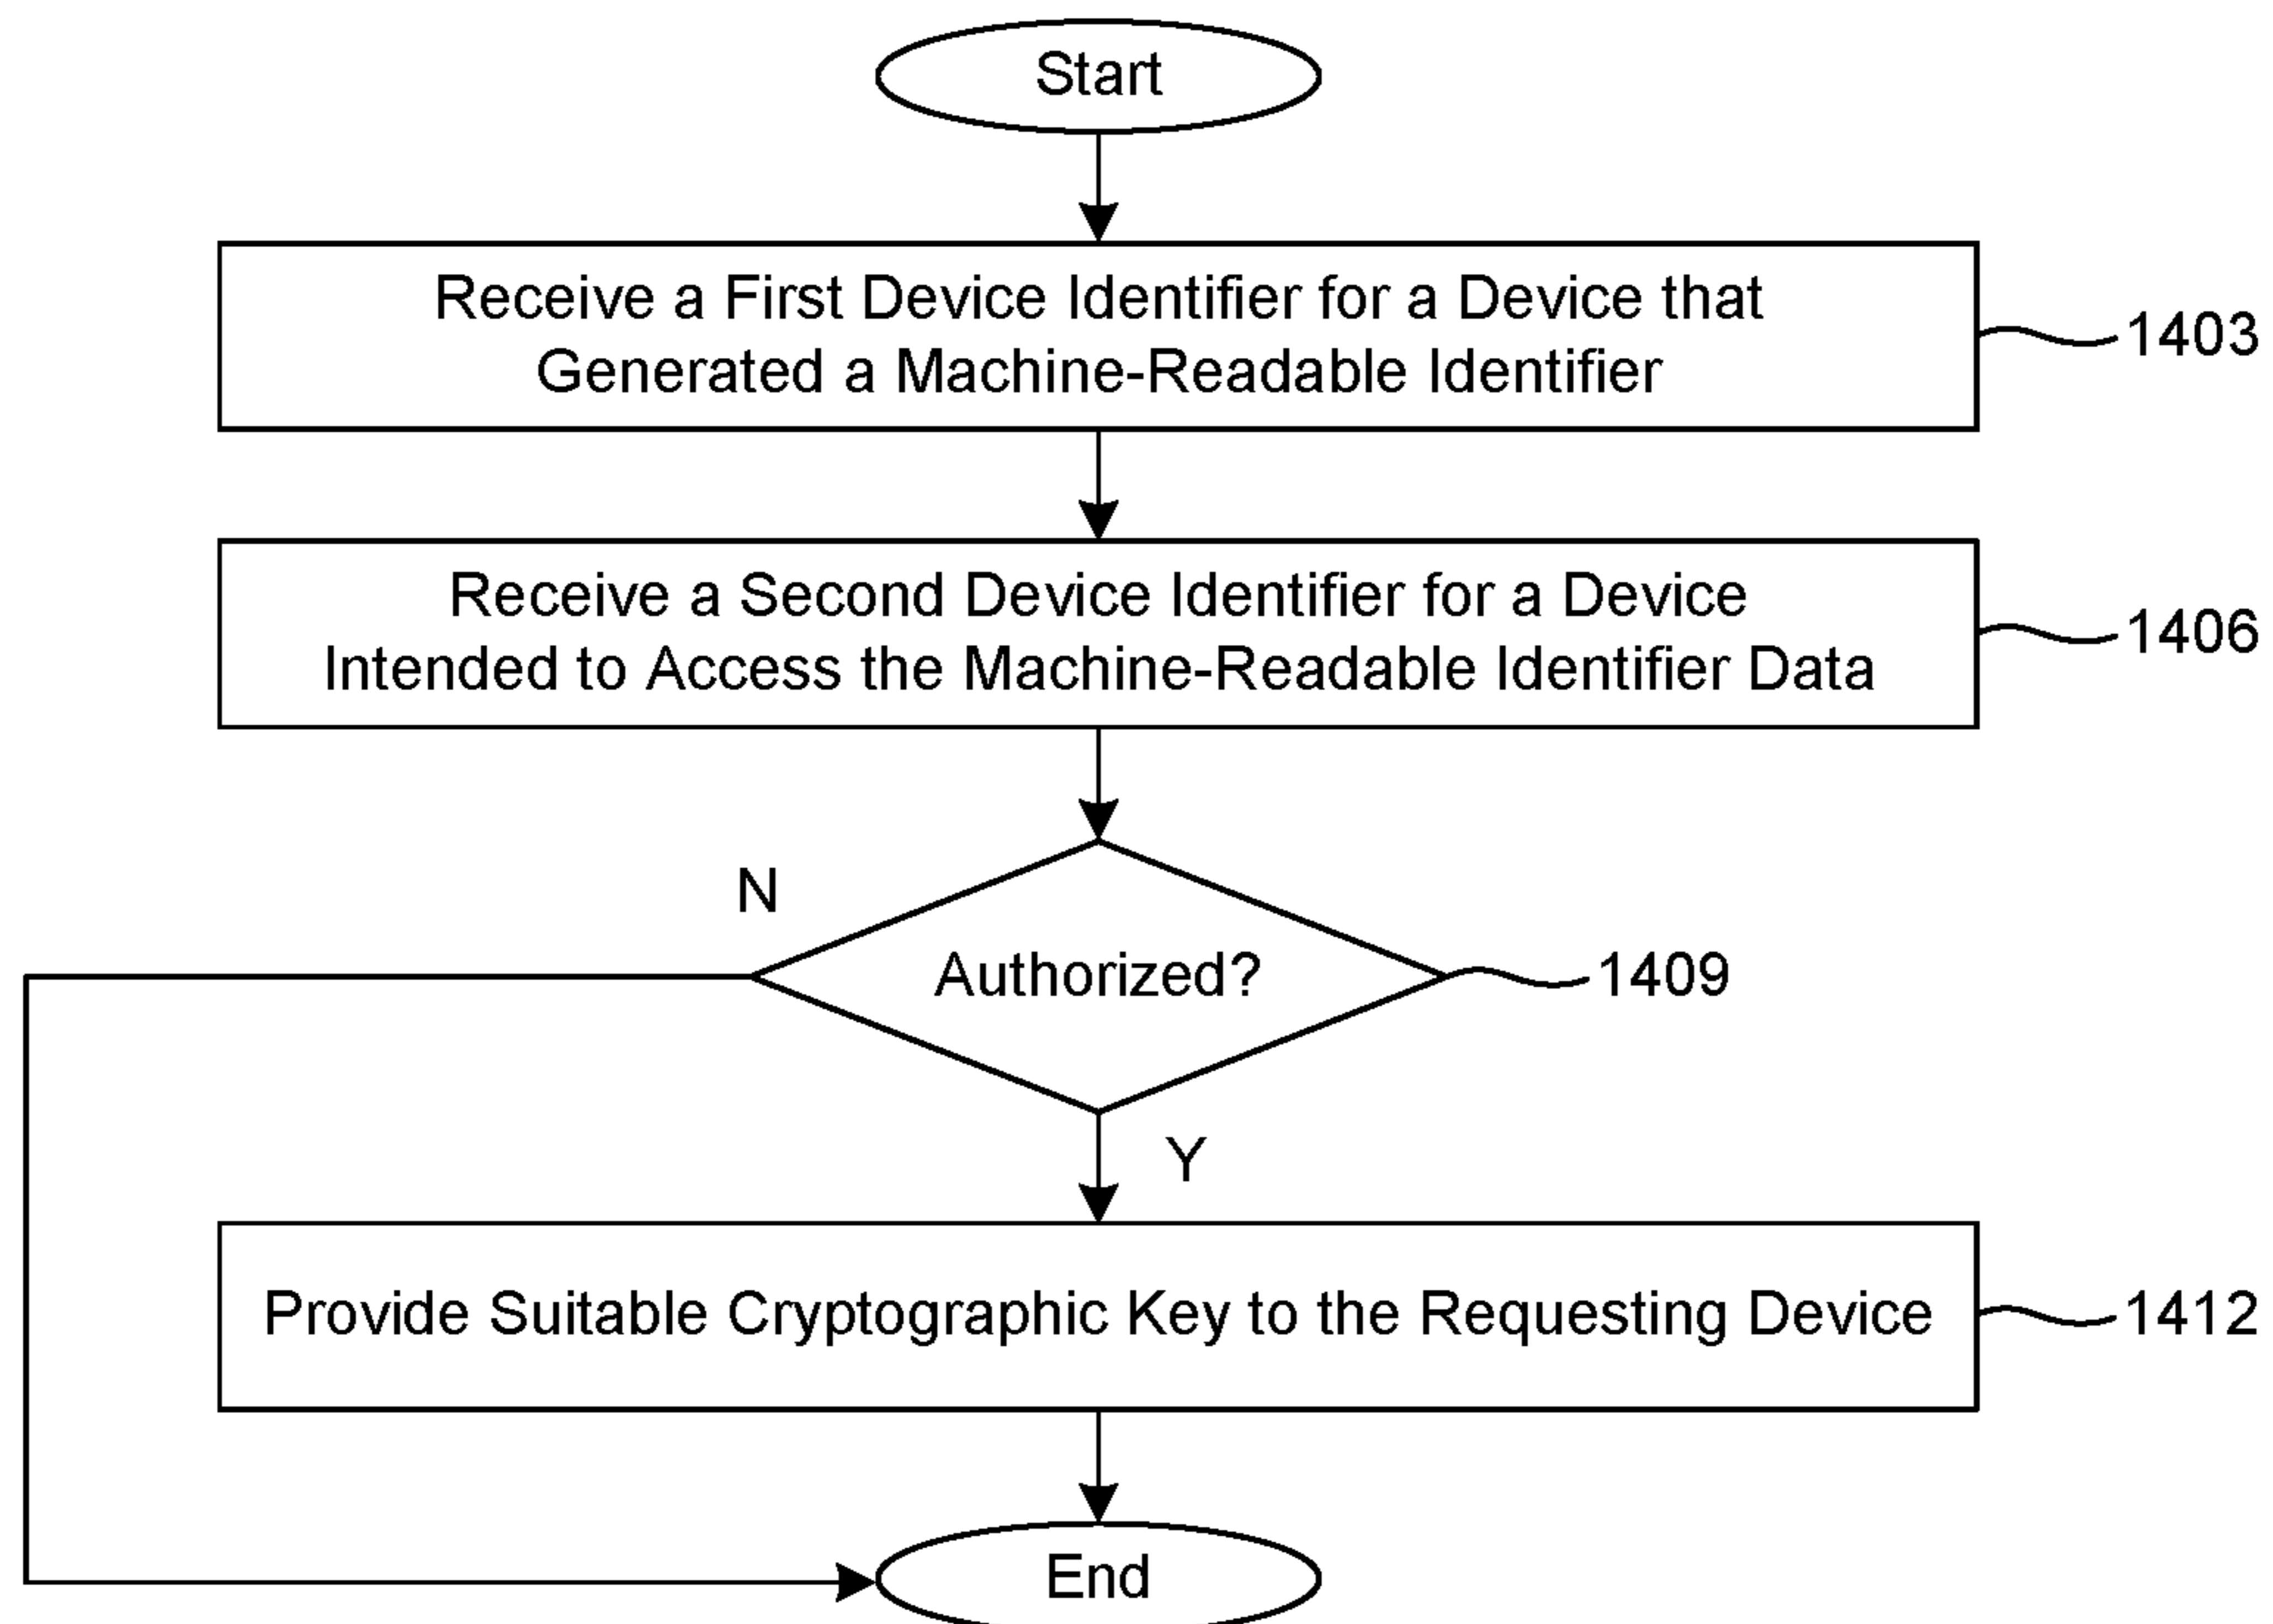 Start
Receive a First Device Identifier for a Device that
Generated a Machine-Readable Identifier
1403
Receive a Second Device Identifier for a Device
Intended to Access the Machine-Readable Identifier Data
1406
N
Authorized?
1409
Y
Provide Suitable Cryptographic Key to the Requesting Device
1412
End